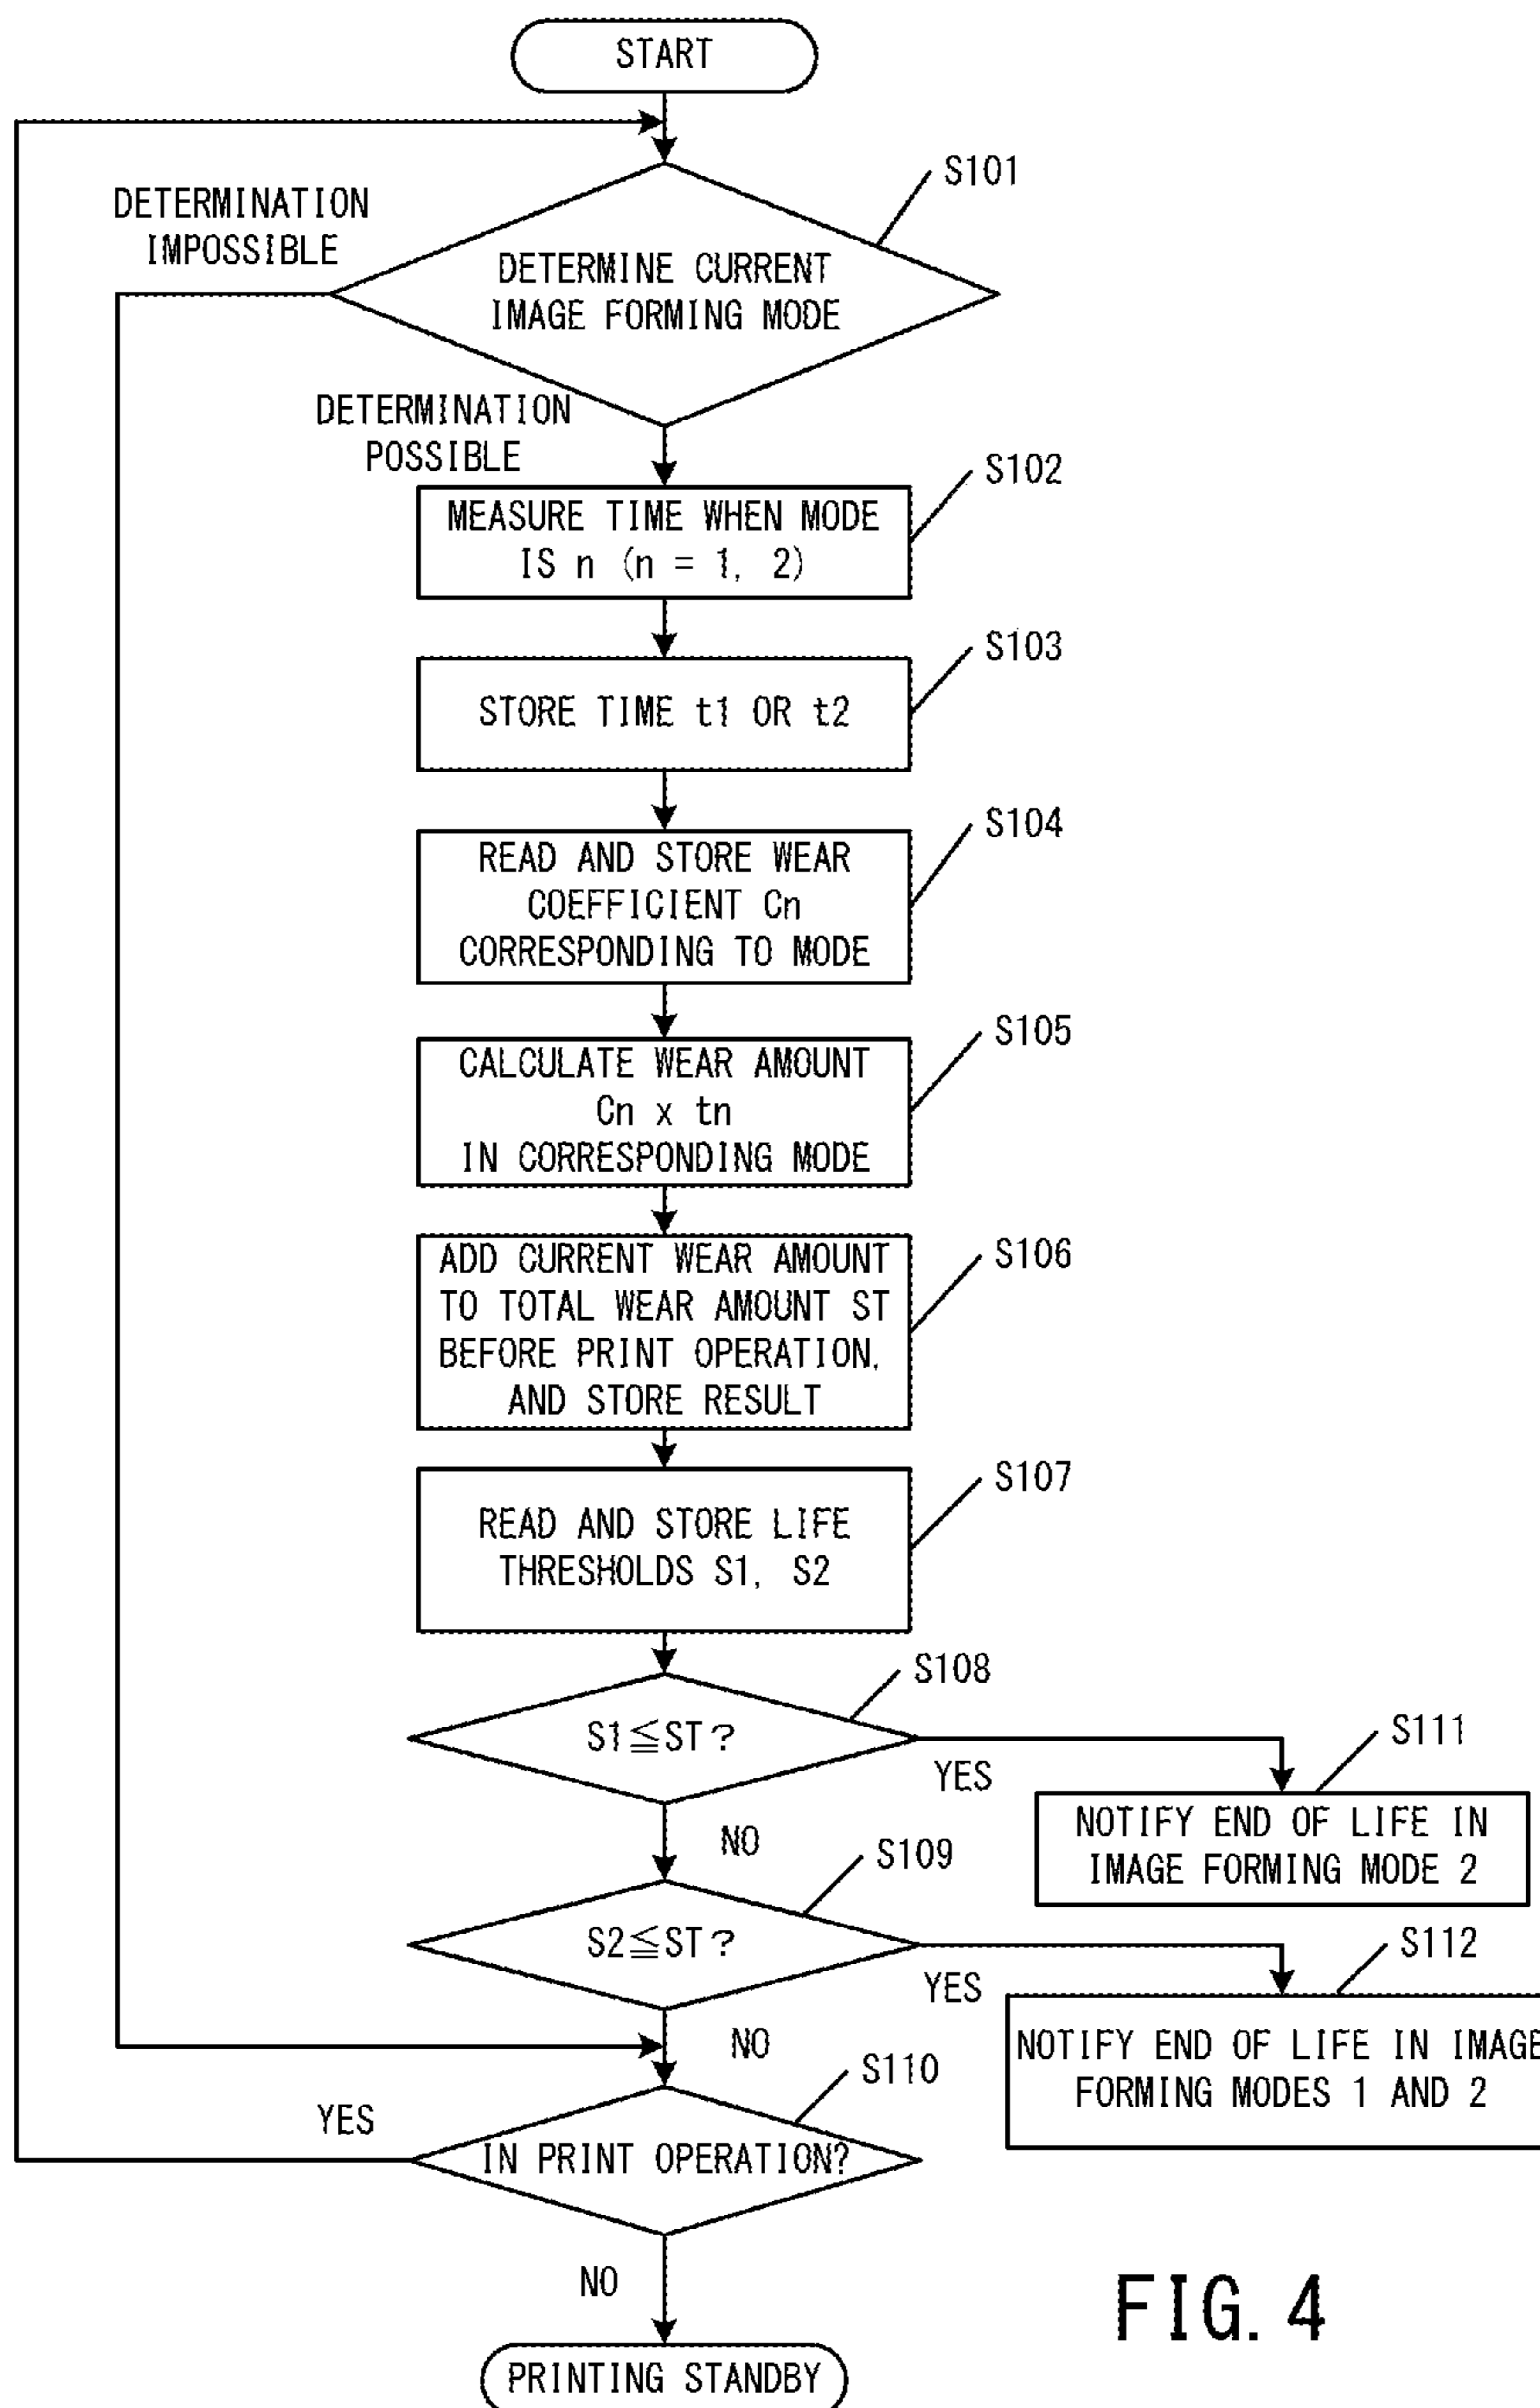 START
S101
DETERMINATION
IMPOSSIBLE
DETERMINE CURRENT
IMAGE FORMING MODE
DETERMINATION
POSSIBLE
S102
MEASURE TIME WHEN MODE
IS n (n = 1, 2)
S103
STORE TIME t1 OR t2
S104
READ AND STORE WEAR
COEFFICIENT Cn
CORRESPONDING TO MODE
S105
CALCULATE WEAR AMOUNT
Cn x tn
IN CORRESPONDING MODE
S106
ADD CURRENT WEAR AMOUNT
TO TOTAL WEAR AMOUNT ST
BEFORE PRINT OPERATION,
AND STORE RESULT
S107
READ AND STORE LIFE
THRESHOLDS S1, S2
S108
S1≦ST?
YES
S111
NOTIFY END OF LIFE IN
IMAGE FORMING MODE 2
NO
S109
S2≦ST?
YES
S112
NOTIFY END OF LIFE IN IMAGE
FORMING MODES 1 AND 2
NO
S110
YES
IN PRINT OPERATION?
NO
PRINTING STANDBY
FIG. 4